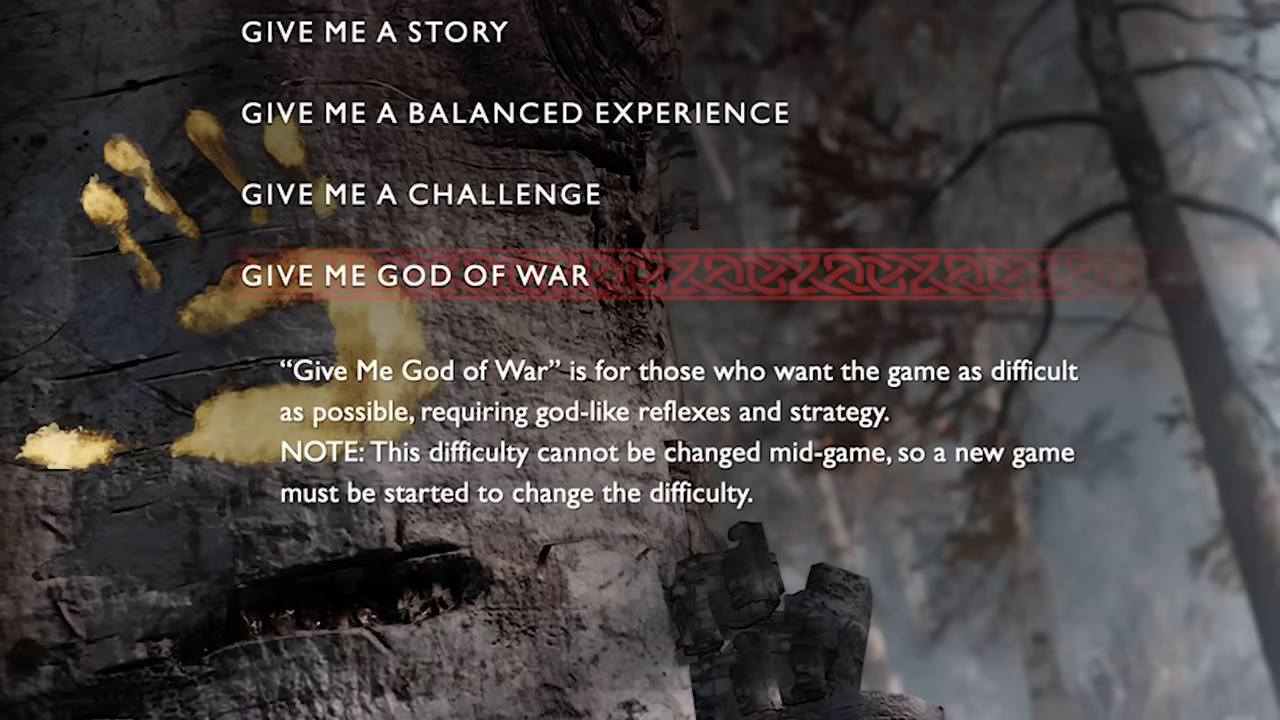 GIVE ME A STORY
GIVE ME A BALANCED EXPERIENCE
GIVE ME A CHALLENGE
GIVE ME GOD OF WAR
“Give Me God of War” is for those who want the game as difficult
as possible, requiring god-like reflexes and strategy.
NOTE: This difficulty cannot be changed mid-game, so a new game
must be started to change the difficulty.